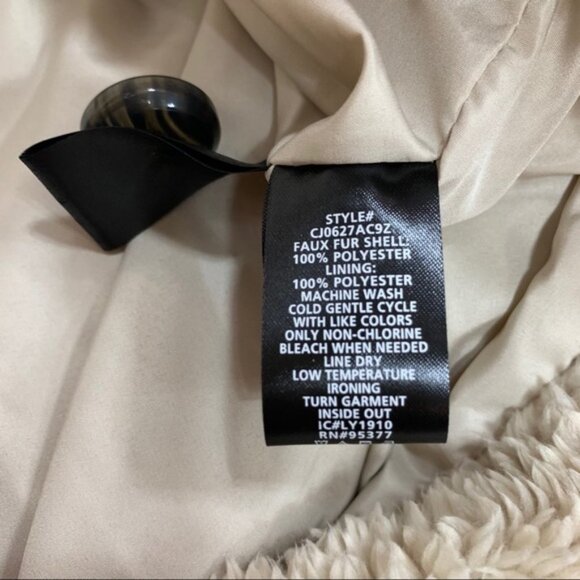 STYLE#
CJ0627AC9Z
FAUX FUR SHELL:
100% POLYESTER
LINING:
100% POLYESTER
MACHINE WASH
COLD GENTLE CYCLE
WITH LIKE COLORS
ONLY NON-CHLORINE
BLEACH WHEN NEEDED
LINE DRY
LOW TEMPERATURE
IRONING
TURN GARMENT
INSIDE OUT
IC#LY1910
RN#95377